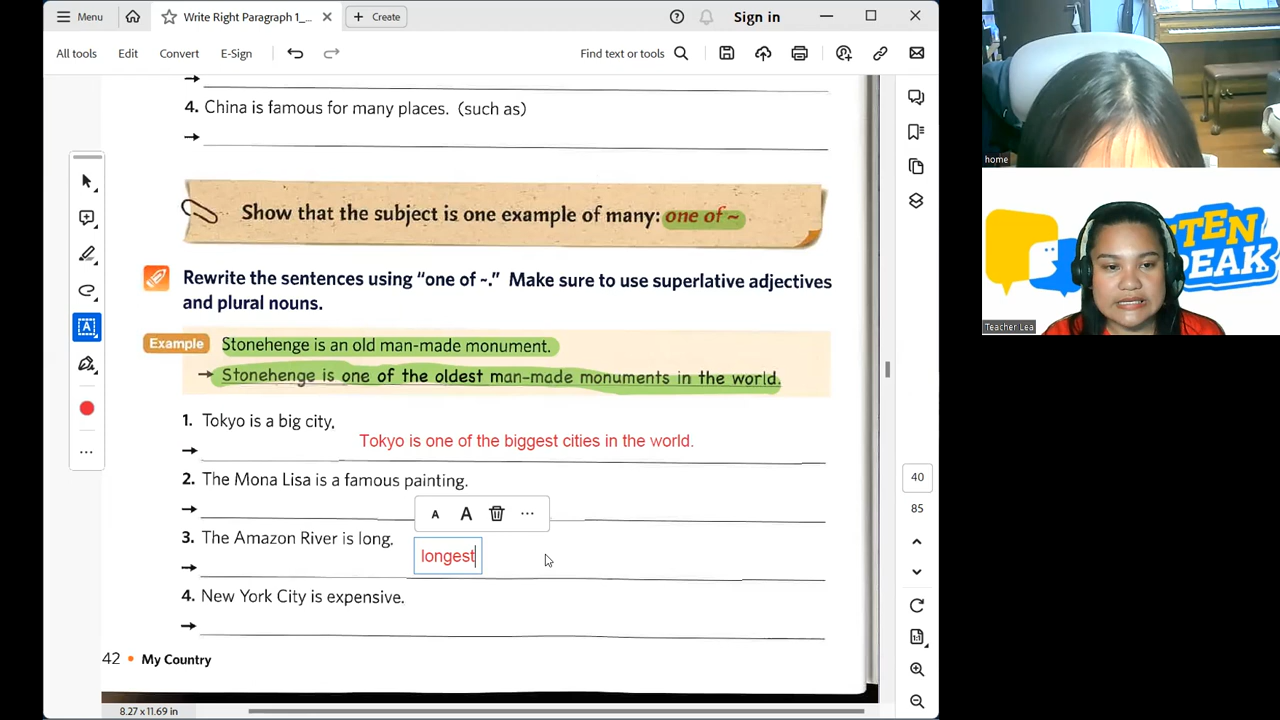 Menu
Write Right Paragraph 1_...
Create
Sign in
All tools
Edit
Convert
E-Sign
Find text or tools
4. China is famous for many places. (such as)
Show that the subject is one example of many: one of ~
Rewrite the sentences using “one of ~.” Make sure to use superlative adjectives
and plural nouns.
Example
Stonehenge is an old man-made monument.
Stonehenge is one of the oldest man-made monuments in the world.
1. Tokyo is a big city.
Tokyo is one of the biggest cities in the world.
2. The Mona Lisa is a famous painting.
A A ...
3. The Amazon River is long.
longest
4. New York City is expensive.
42 • My Country
8.27 x 11.69 in
40
85
home
TEN
SPEAK
Teacher Lea